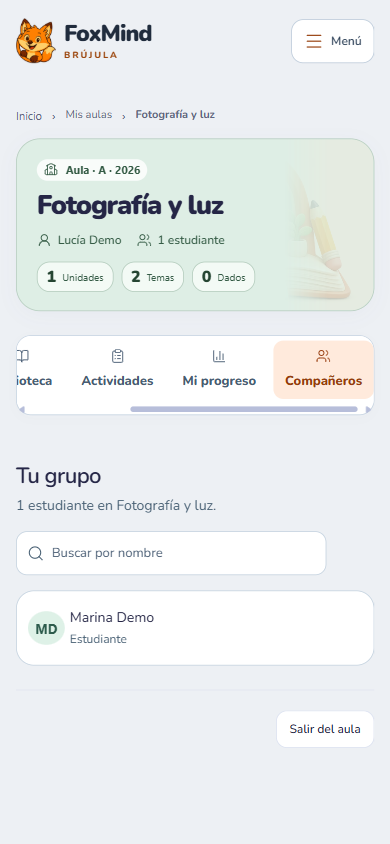 FoxMind
BRÚJULA
Menú
Inicio › Mis aulas › Fotografía y luz
Aula · A · 2026
Fotografía y luz
Lucía Demo 1 estudiante
1 Unidades 2 Temas 0 Dados
ioteca Actividades Mi progreso Compañeros
Tu grupo
1 estudiante en Fotografía y luz.
Buscar por nombre
MD
Marina Demo
Estudiante
Salir del aula